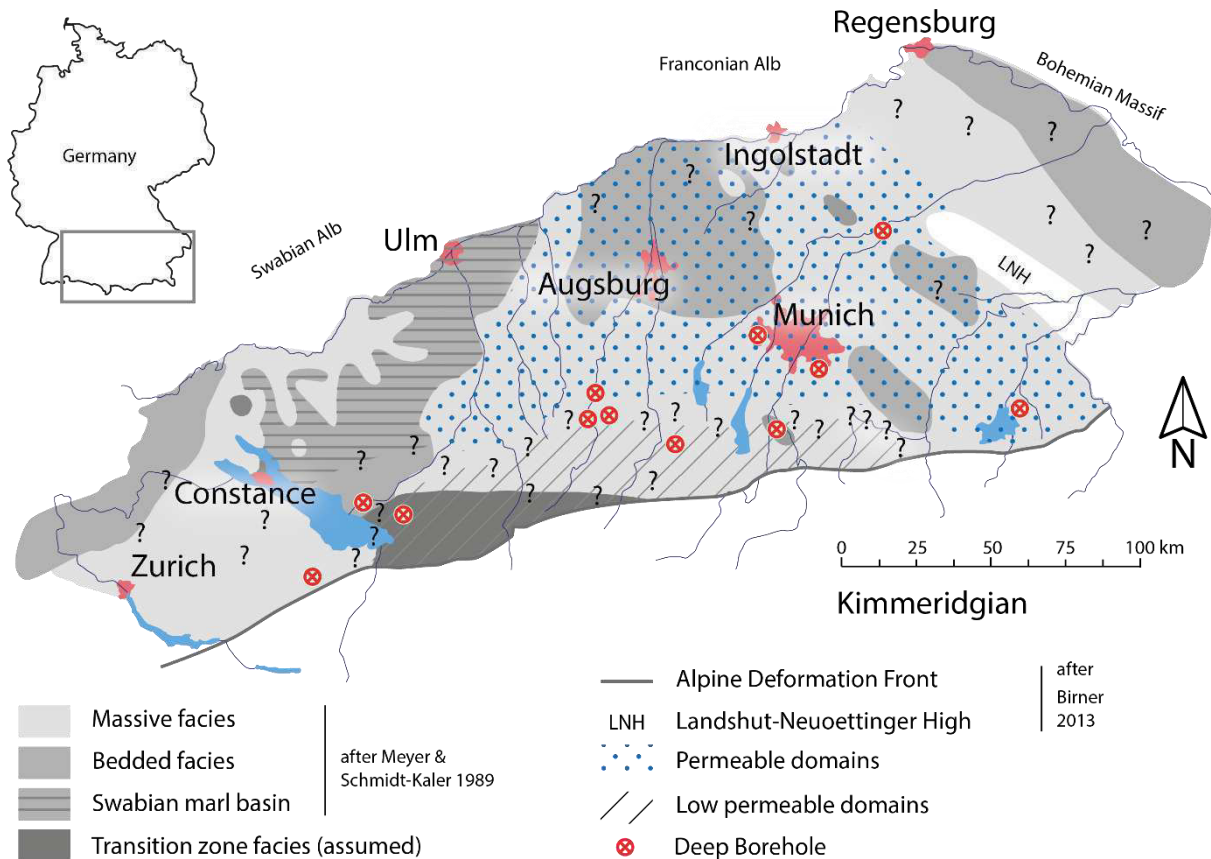 Regensburg
Franconian Alb
Bohemian Massif
Germany
Ingolstadt
Swabian Alb
Ulm
Augsburg
LNH
Munich
N
Constance
Zurich
0 25 50 75 100 km
Kimmeridgian
Massive facies
Bedded facies
Swabian marl basin
Transition zone facies (assumed)
after Meyer &
Schmidt-Kaler 1989
Alpine Deformation Front
LNH Landshut-Neuoettinger High
Permeable domains
Low permeable domains
Deep Borehole
after
Birner
2013
? ? ? ? ? ? ? ? ? ? ? ? ? ? ? ? ? ? ? ? ? ? ? ? ? ? ? ? ? ? ? ? ? ? ?